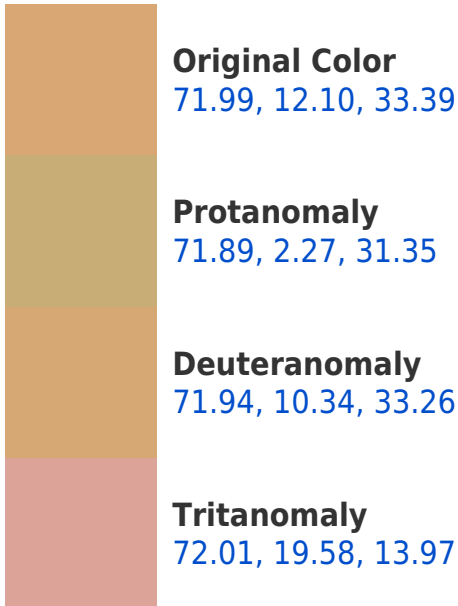 Original Color
71.99, 12.10, 33.39
Protanomaly
71.89, 2.27, 31.35
Deuteranomaly
71.94, 10.34, 33.26
Tritanomaly
72.01, 19.58, 13.97